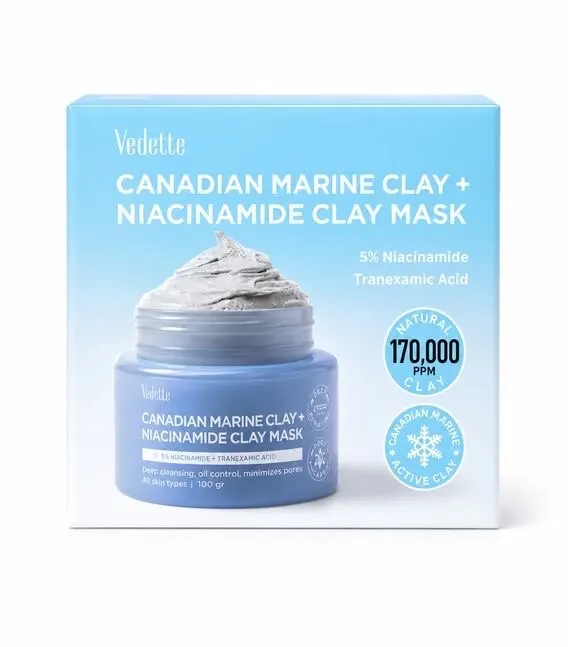 Vedette
CANADIAN MARINE CLAY +
NIACINAMIDE CLAY MASK
5% Niacinamide
Tranexamic Acid
NATURAL
170,000
PPM
CLAY
CANADIAN MARINE
ACTIVE CLAY
Vedette
CANADIAN MARINE CLAY +
NIACINAMIDE CLAY MASK
5% NIACINAMIDE + TRANEXAMIC ACID
Deep cleansing, oil control, minimizes pores
All skin types | 100 gr
DEEP